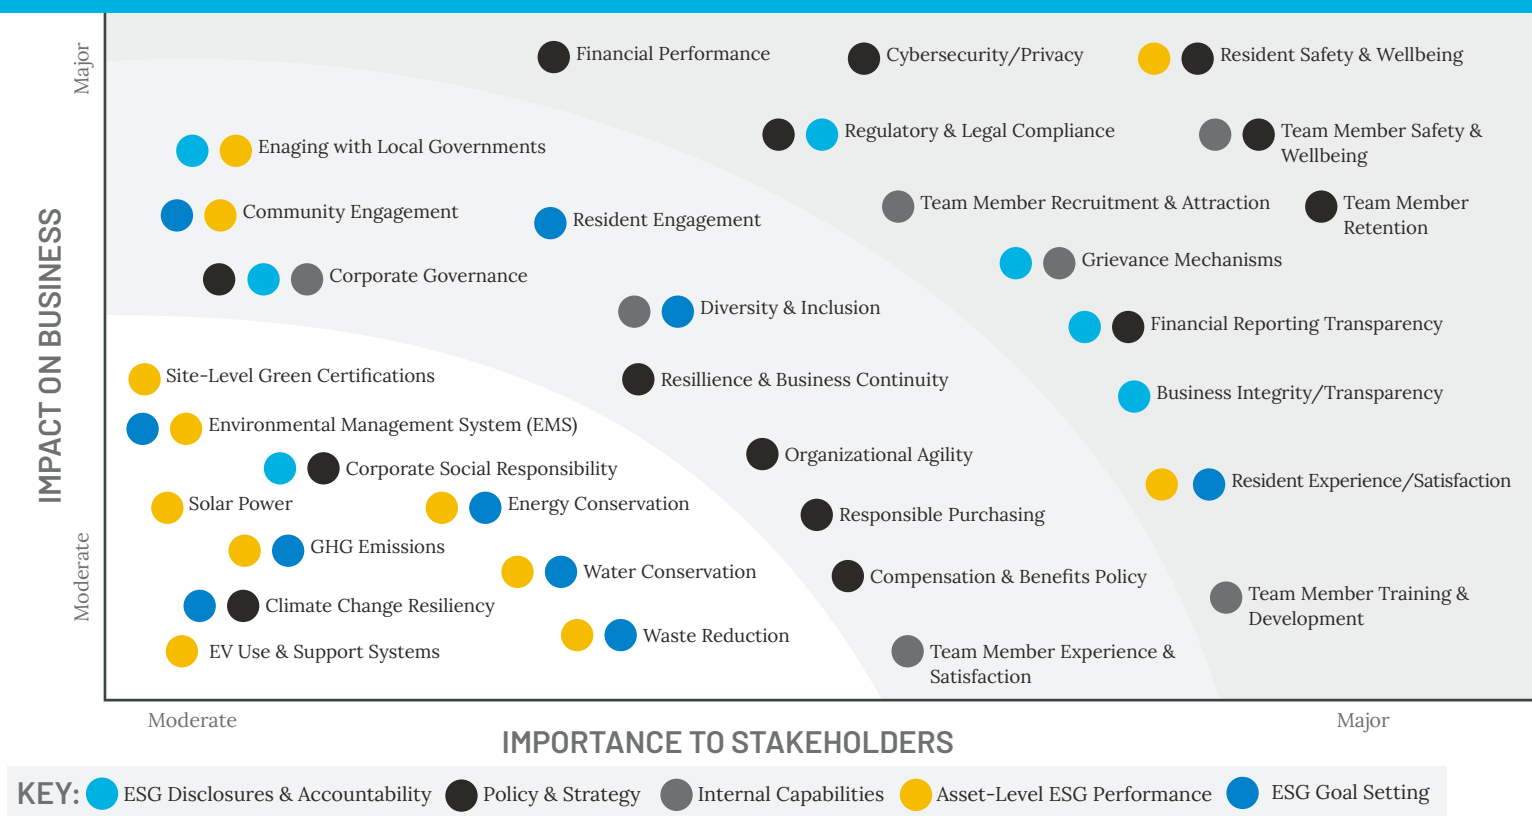 Major
Financial Performance
Cybersecurity/Privacy
Resident Safety & Wellbeing
Enaging with Local Governments
Regulatory & Legal Compliance
Team Member Safety &
Wellbeing
Community Engagement
Resident Engagement
Team Member Recruitment & Attraction
Team Member
Retention
Corporate Governance
Grievance Mechanisms
Diversity & Inclusion
Financial Reporting Transparency
IMPACT ON BUSINESS
Site-Level Green Certifications
Resillience & Business Continuity
Business Integrity/Transparency
Environmental Management System (EMS)
Corporate Social Responsibility
Organizational Agility
Resident Experience/Satisfaction
Solar Power
Energy Conservation
Responsible Purchasing
GHG Emissions
Water Conservation
Compensation & Benefits Policy
Moderate
Climate Change Resiliency
Team Member Training &
Development
Waste Reduction
EV Use & Support Systems
Team Member Experience &
Satisfaction
Moderate
Major
IMPORTANCE TO STAKEHOLDERS
KEY: ESG Disclosures & Accountability Policy & Strategy Internal Capabilities Asset-Level ESG Performance ESG Goal Setting